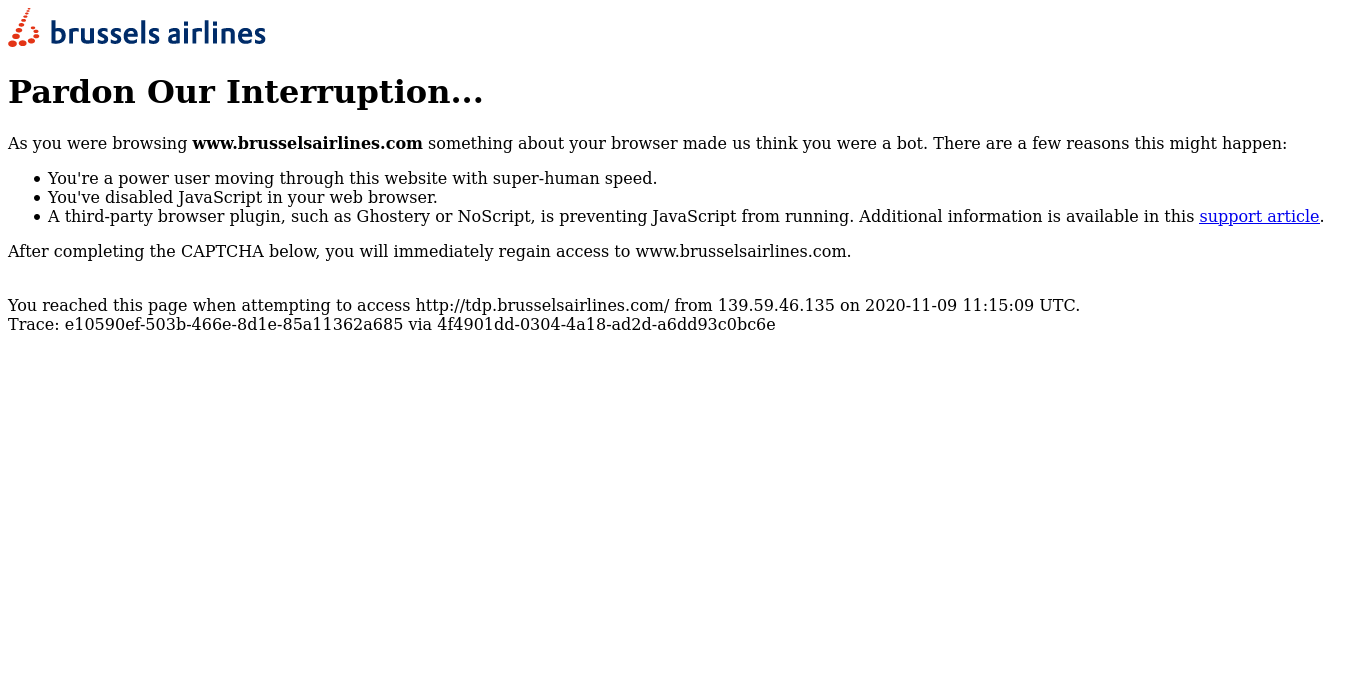 brussels airlines
Pardon Our Interruption...
As you were browsing www.brusselsairlines.com something about your browser made us think you were a bot. There are a few reasons this might happen:
• You're a power user moving through this website with super-human speed.
• You've disabled JavaScript in your web browser.
• A third-party browser plugin, such as Ghostery or NoScript, is preventing JavaScript from running. Additional information is available in this support article.
After completing the CAPTCHA below, you will immediately regain access to www.brusselsairlines.com.
You reached this page when attempting to access http://tdp.brusselsairlines.com/ from 139.59.46.135 on 2020-11-09 11:15:09 UTC.
Trace: e10590ef-503b-466e-8d1e-85a11362a685 via 4f4901dd-0304-4a18-ad2d-a6dd93c0bc6e